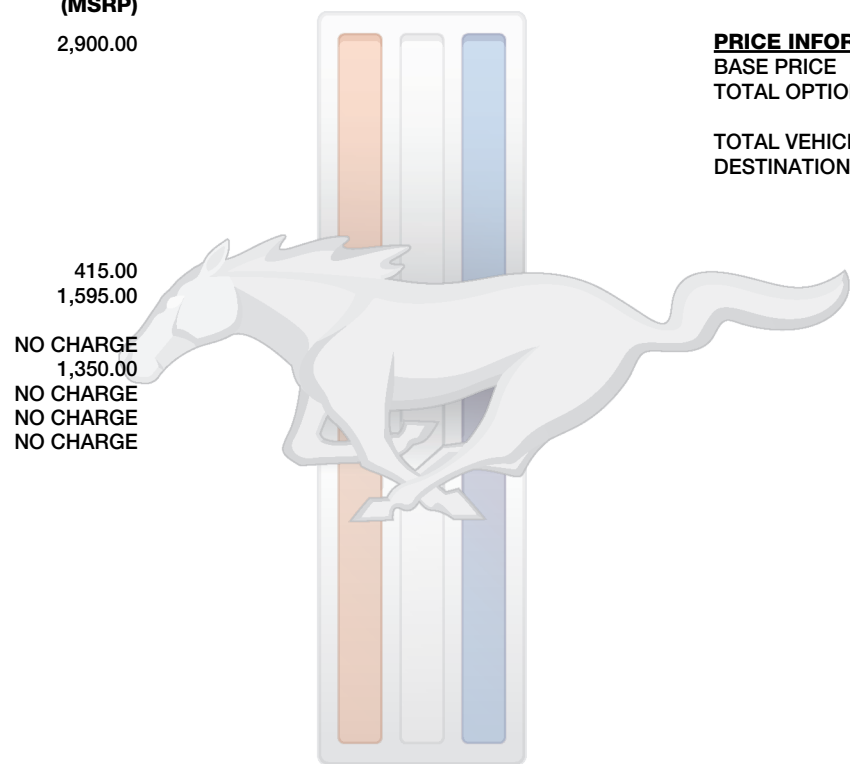 (MSRP)
2,900.00
415.00
1,595.00
NO CHARGE
1,350.00
NO CHARGE
NO CHARGE
NO CHARGE
PRICE INFOR
BASE PRICE
TOTAL OPTIO
TOTAL VEHICL
DESTINATION